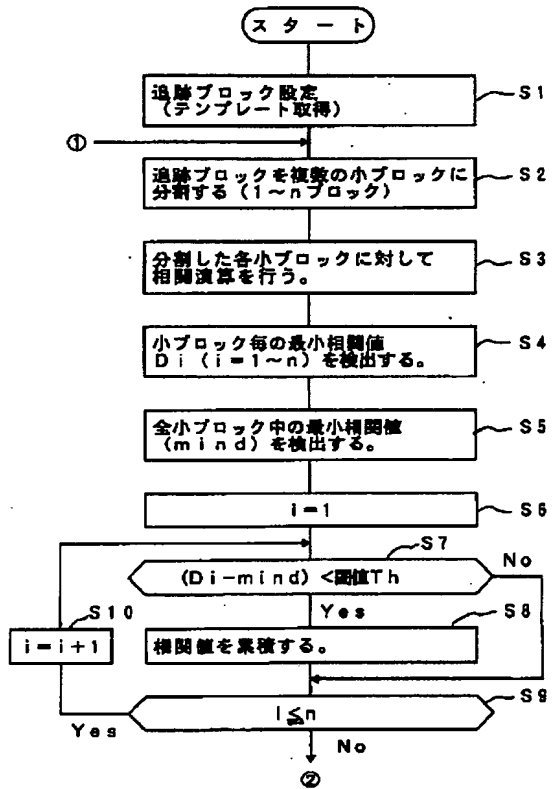 スタート
追跡ブロック設定
(テンプレート取得)
S1
①
追跡ブロックを複数の小ブロックに
分割する(1~nブロック)
S2
分割した各小ブロックに対して
相関演算を行う。
S3
小ブロック毎の最小相関値
Di(i=1~n)を検出する。
S4
全小ブロック中の最小相関値
(mind)を検出する。
S5
i=1
S6
S7
(Di-mind)<閾値Th
No
Yes
S10
i=i+1
S8
相関値を累積する。
S9
i≦n
Yes
No
②